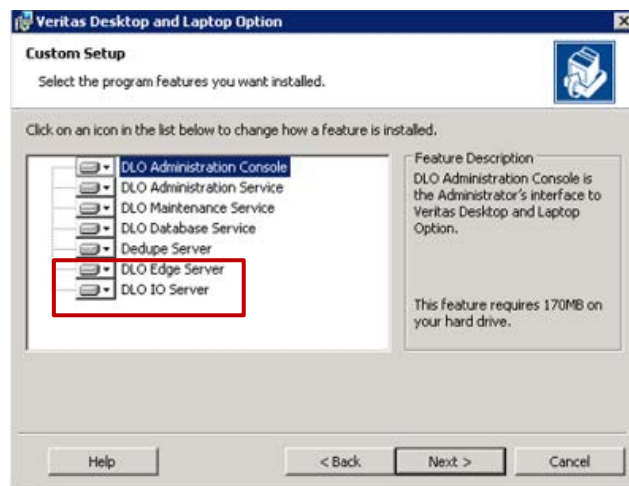 Veritas Desktop and Laptop Option
Custom Setup
Select the program features you want installed.
Click on an icon in the list below to change how a feature is installed.
DLO Administration Console
DLO Administration Service
DLO Maintenance Service
DLO Database Service
Dedupe Server
DLO Edge Server
DLO IO Server
Feature Description
DLO Administration Console is
the Administrator's interface to
Veritas Desktop and Laptop
Option.
This feature requires 170MB on
your hard drive.
Help
< Back
Next >
Cancel